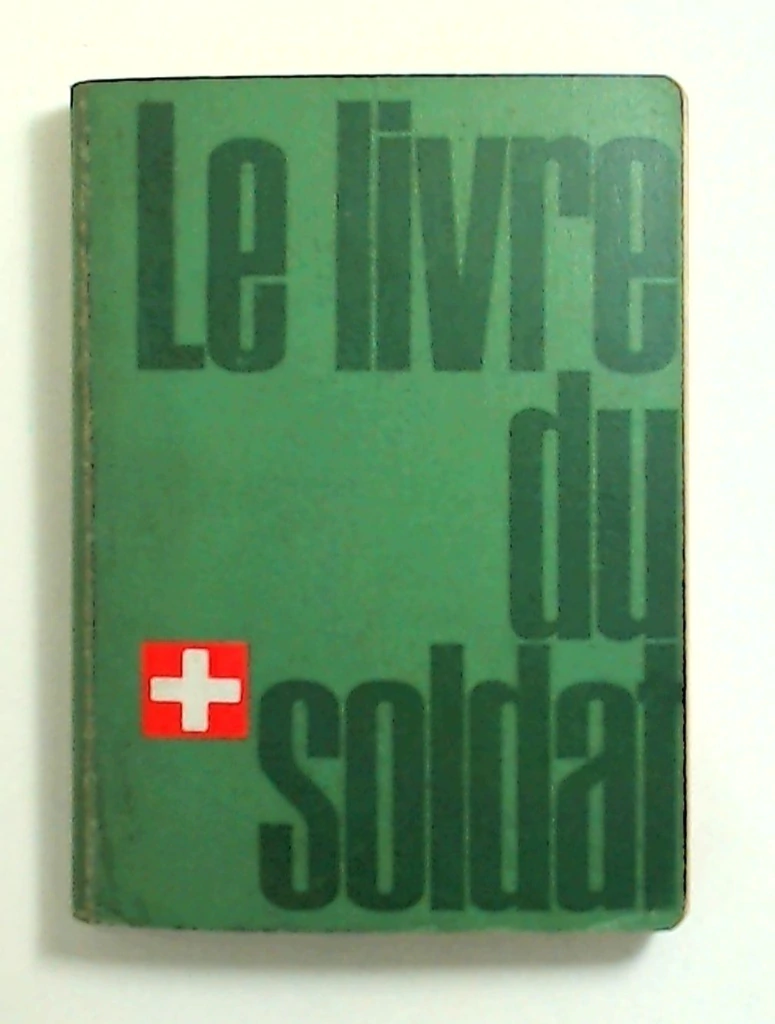 Le livre
du
soldat